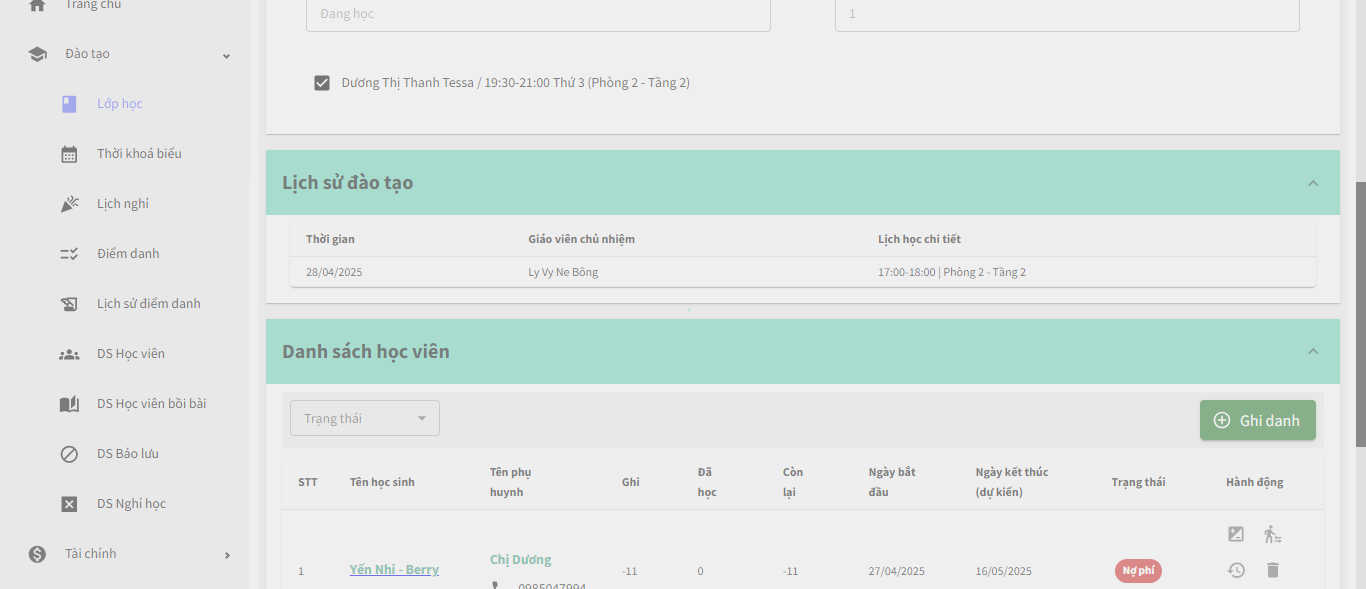 Trang chủ
Đào tạo
Lớp học
Thời khoá biểu
Lịch nghỉ
Điểm danh
Lịch sử điểm danh
DS Học viên
DS Học viên bồi bài
DS Bảo lưu
DS Nghỉ học
Tài chính
Đang học
1
Dương Thị Thanh Tessa / 19:30-21:00 Thứ 3 (Phòng 2 - Tầng 2)
Lịch sử đào tạo
Thời gian Giáo viên chủ nhiệm Lịch học chi tiết
28/04/2025 Ly Vy Ne Bông 17:00-18:00 | Phòng 2 - Tầng 2
Danh sách học viên
Trạng thái
Ghi danh
STT Tên học sinh Tên phụ huynh Ghi Đã học Còn lại Ngày bắt đầu Ngày kết thúc (dự kiến) Trạng thái Hành động
Chị Dương
1 Yến Nhi - Berry -11 0 -11 27/04/2025 16/05/2025 Nợ phí
0985047994